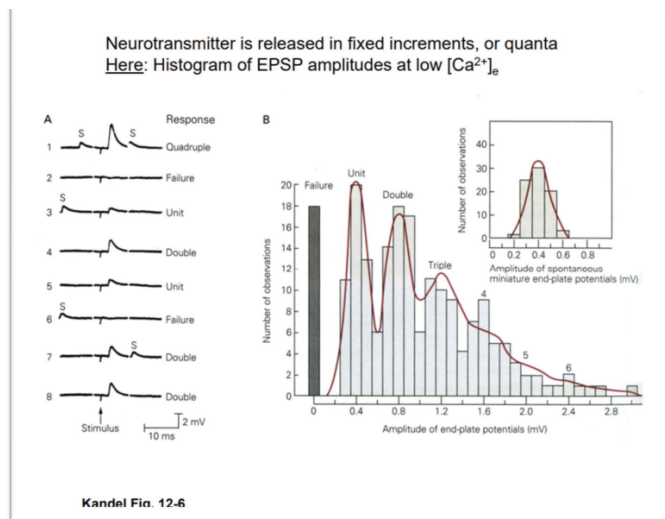 Neurotransmitter is released in fixed increments, or quanta
Here: Histogram of EPSP amplitudes at low [Ca²⁺]ₑ
A
Response
S
S
1
Quadruple
2
Failure
S
3
Unit
4
Double
5
Unit
S
6
Failure
7
S
Double
8
Double
Stimulus
2 mV
10 ms
B
Number of observations
20
18
16
14
12
10
8
6
4
2
0
Failure
Unit
Double
Triple
4
5
6
0 0.4 0.8 1.2 1.6 2.0 2.4 2.8
Amplitude of end-plate potentials (mV)
Number of observations
40
30
20
10
0 0.2 0.4 0.6 0.8
Amplitude of spontaneous
miniature end-plate potentials (mV)
Kandel Fig. 12-6